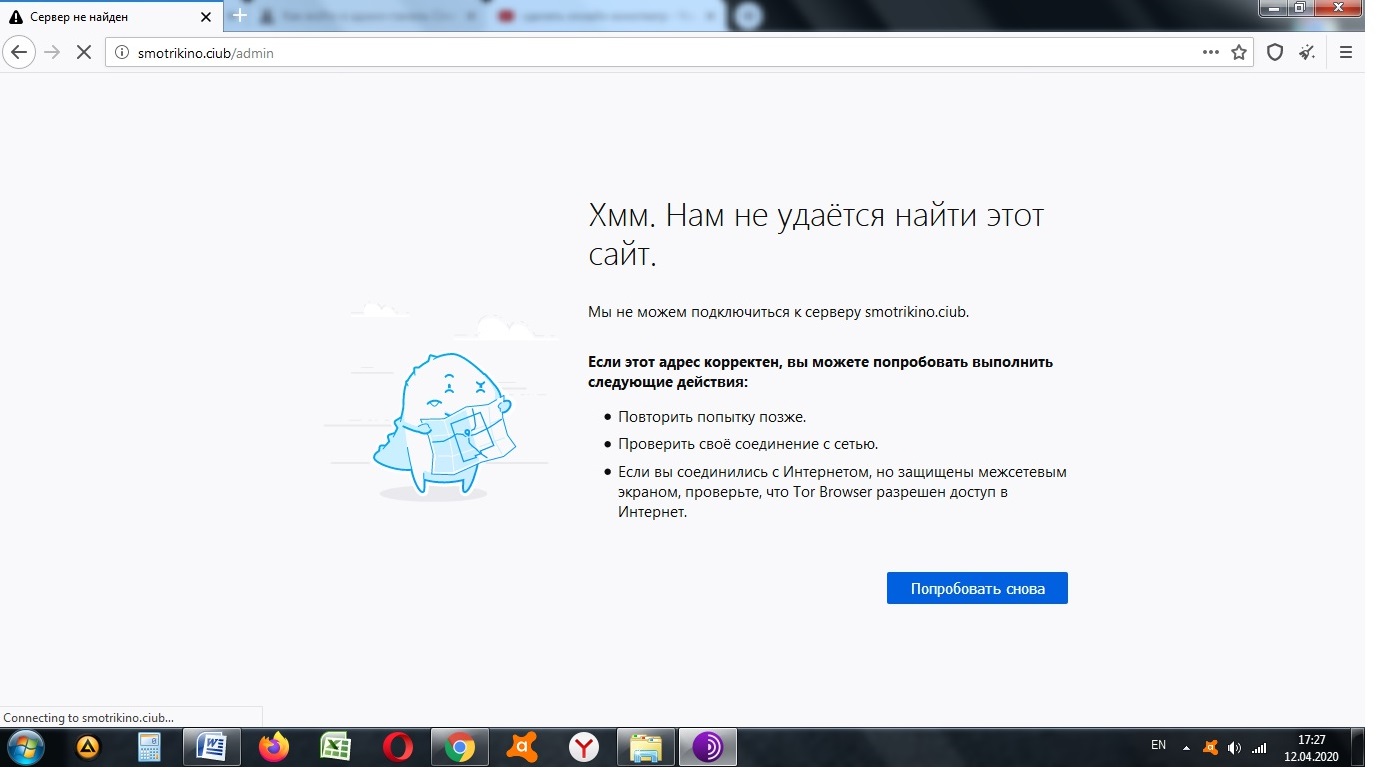 Сервер не найден
smotrikino.ciub/admin
Хмм. Нам не удаётся найти этот
сайт.
Мы не можем подключиться к серверу smotrikino.ciub.
Если этот адрес корректен, вы можете попробовать выполнить
следующие действия:
Повторить попытку позже.
Проверить своё соединение с сетью.
Если вы соединились с Интернетом, но защищены межсетевым
экраном, проверьте, что Tor Browser разрешен доступ в
Интернет.
Попробовать снова
Connecting to smotrikino.ciub...
EN
17:27
12.04.2020